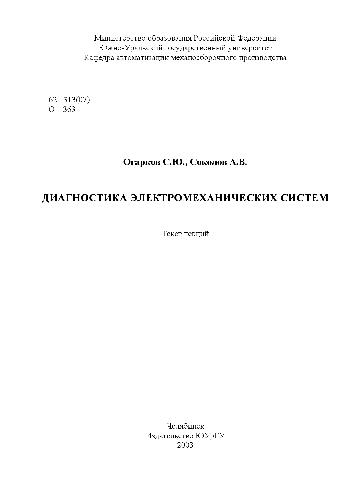 Министерство образования Российской Федерации
Южно-Уральский государственный университет
Кафедра автоматизации механосборочного производства
62
О
Огарков С.Ю.,
А.В.
ДИАГНОСТИКА ЭЛЕКТРОМЕХАНИЧЕСКИХ СИСТЕМ
Текст лекций
Челябинск
Издательство ЮУрГУ
2003